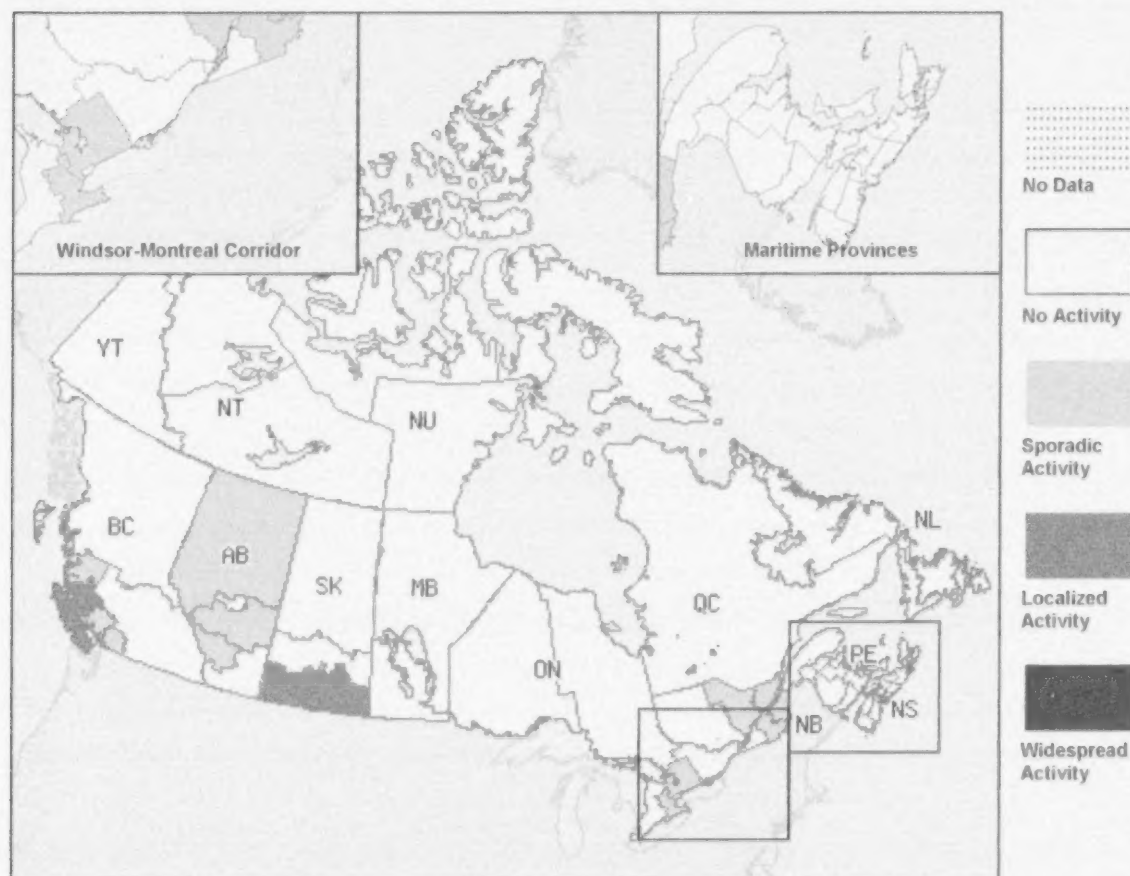 Windsor-Montreal Corridor
Maritime Provinces
No Data
No Activity
Sporadic
Activity
Localized
Activity
Widespread
Activity
YT
NT
NU
BC
AB
SK
MB
ON
QC
NL
PE
NB
NS